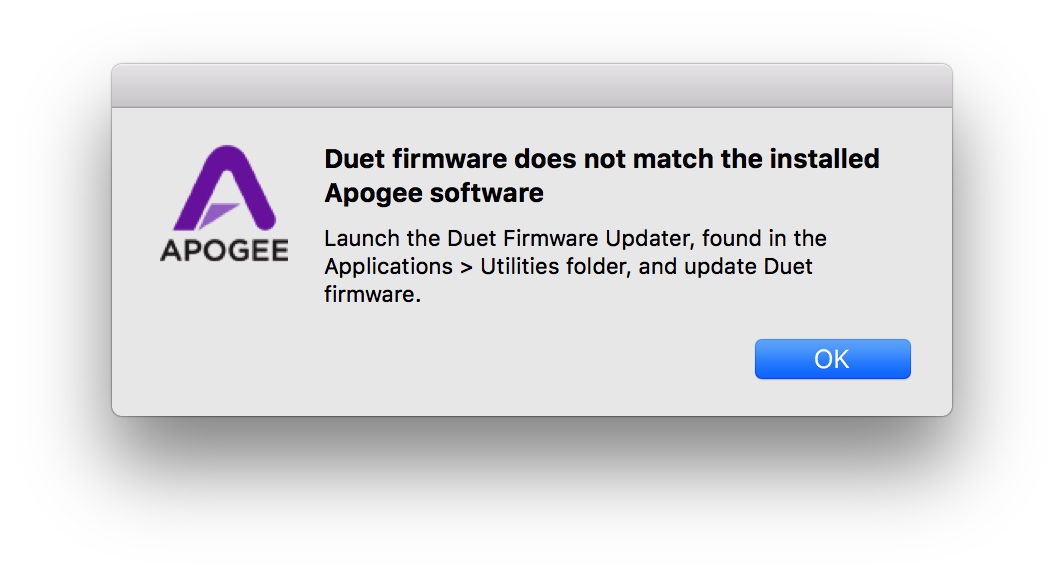 Duet firmware does not match the installed
Apogee software
APOGEE
Launch the Duet Firmware Updater, found in the
Applications > Utilities folder, and update Duet
firmware.
OK